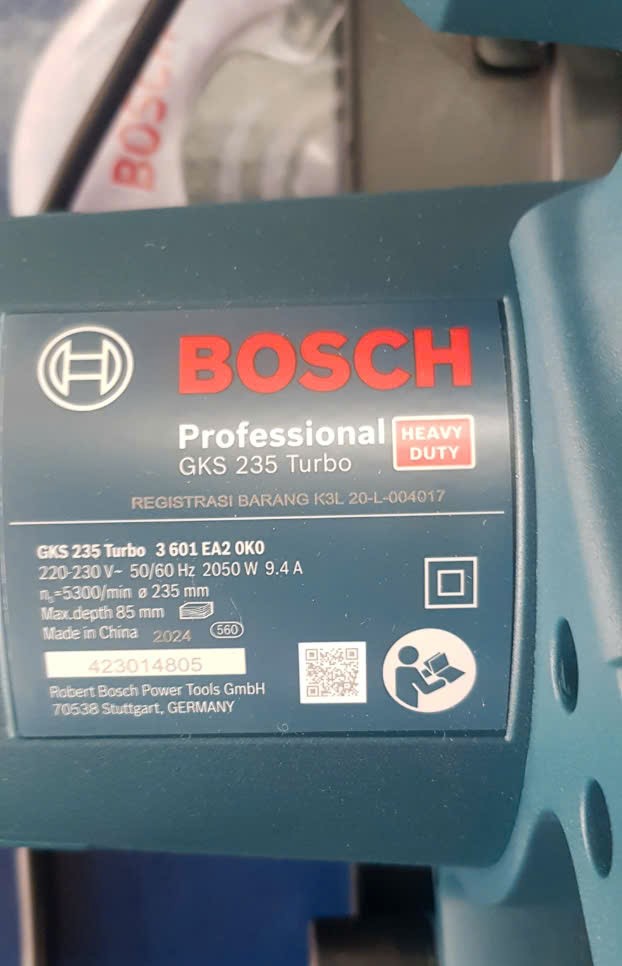 BOSCH
BOSCH
Professional HEAVY DUTY
GKS 235 Turbo
REGISTRASI BARANG K3L 20-L-004017
GKS 235 Turbo 3 601 EA2 0K0
220-230 V~ 50/60 Hz 2050 W 9.4 A
n₀=5300/min ø 235 mm
Max.depth 85 mm
Made in China 2024 560
423014805
Robert Bosch Power Tools GmbH
70538 Stuttgart, GERMANY